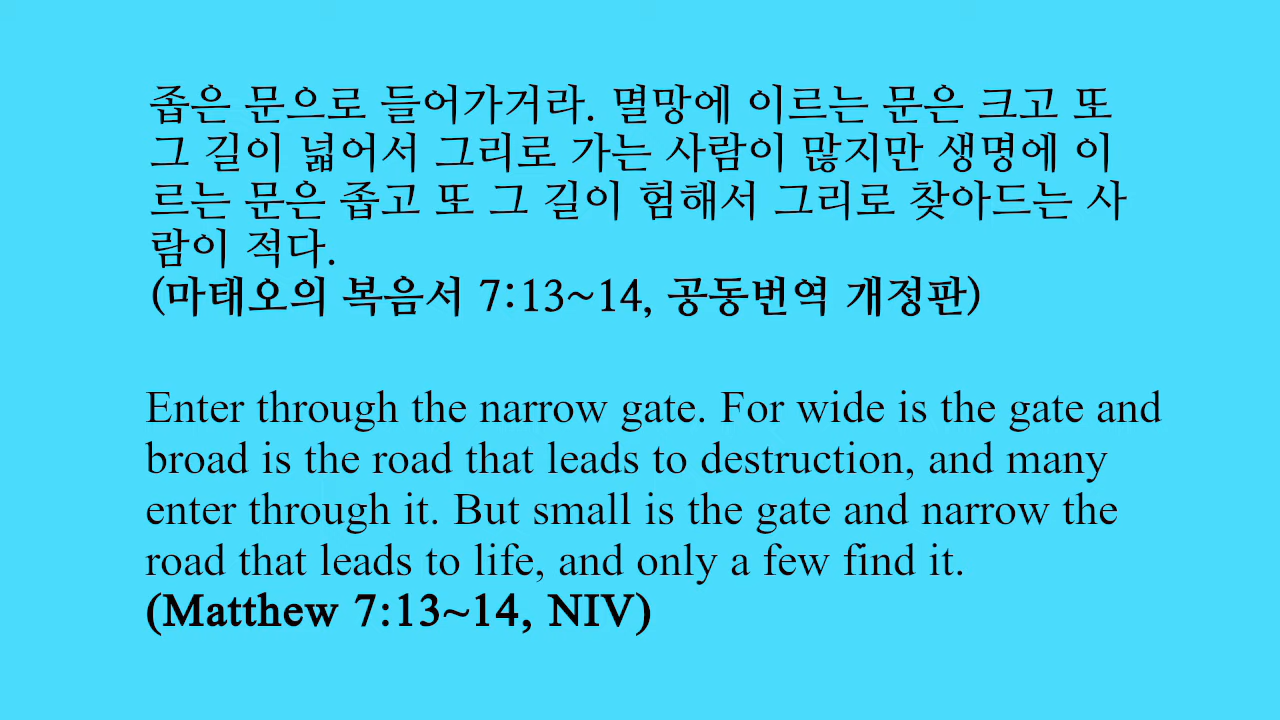 좁은 문으로 들어가거라. 멸망에 이르는 문은 크고 또
그 길이 넓어서 그리로 가는 사람이 많지만 생명에 이
르는 문은 좁고 또 그 길이 험해서 그리로 찾아드는 사
람이 적다.
(마태오의 복음서 7:13~14, 공동번역 개정판)
Enter through the narrow gate. For wide is the gate and
broad is the road that leads to destruction, and many
enter through it. But small is the gate and narrow the
road that leads to life, and only a few find it.
(Matthew 7:13~14, NIV)